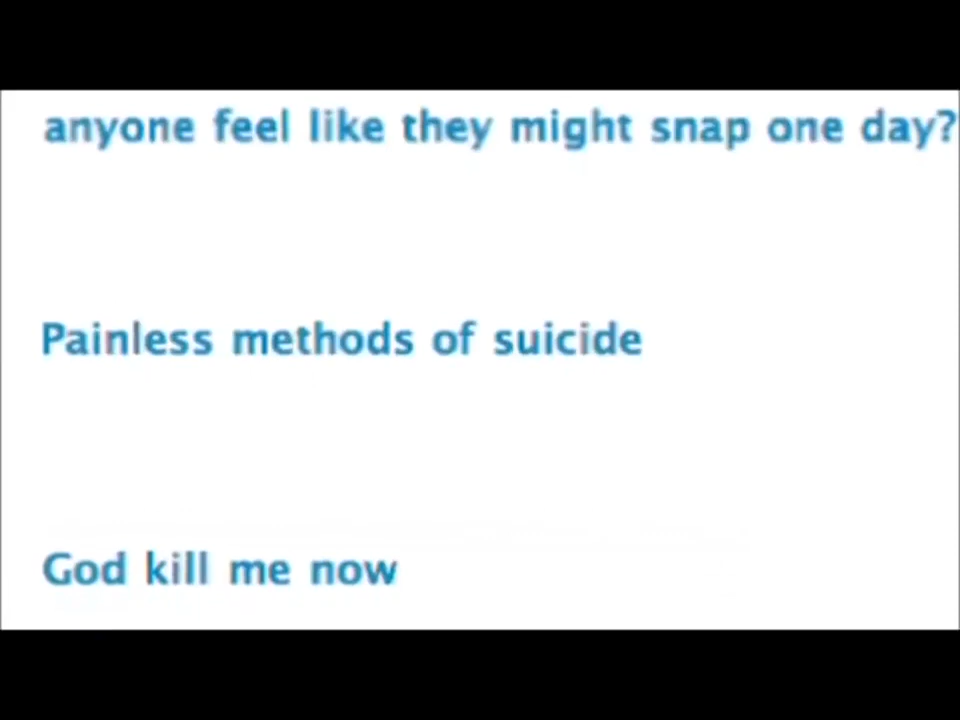 anyone feel like they might snap one day?
Painless methods of suicide
God kill me now